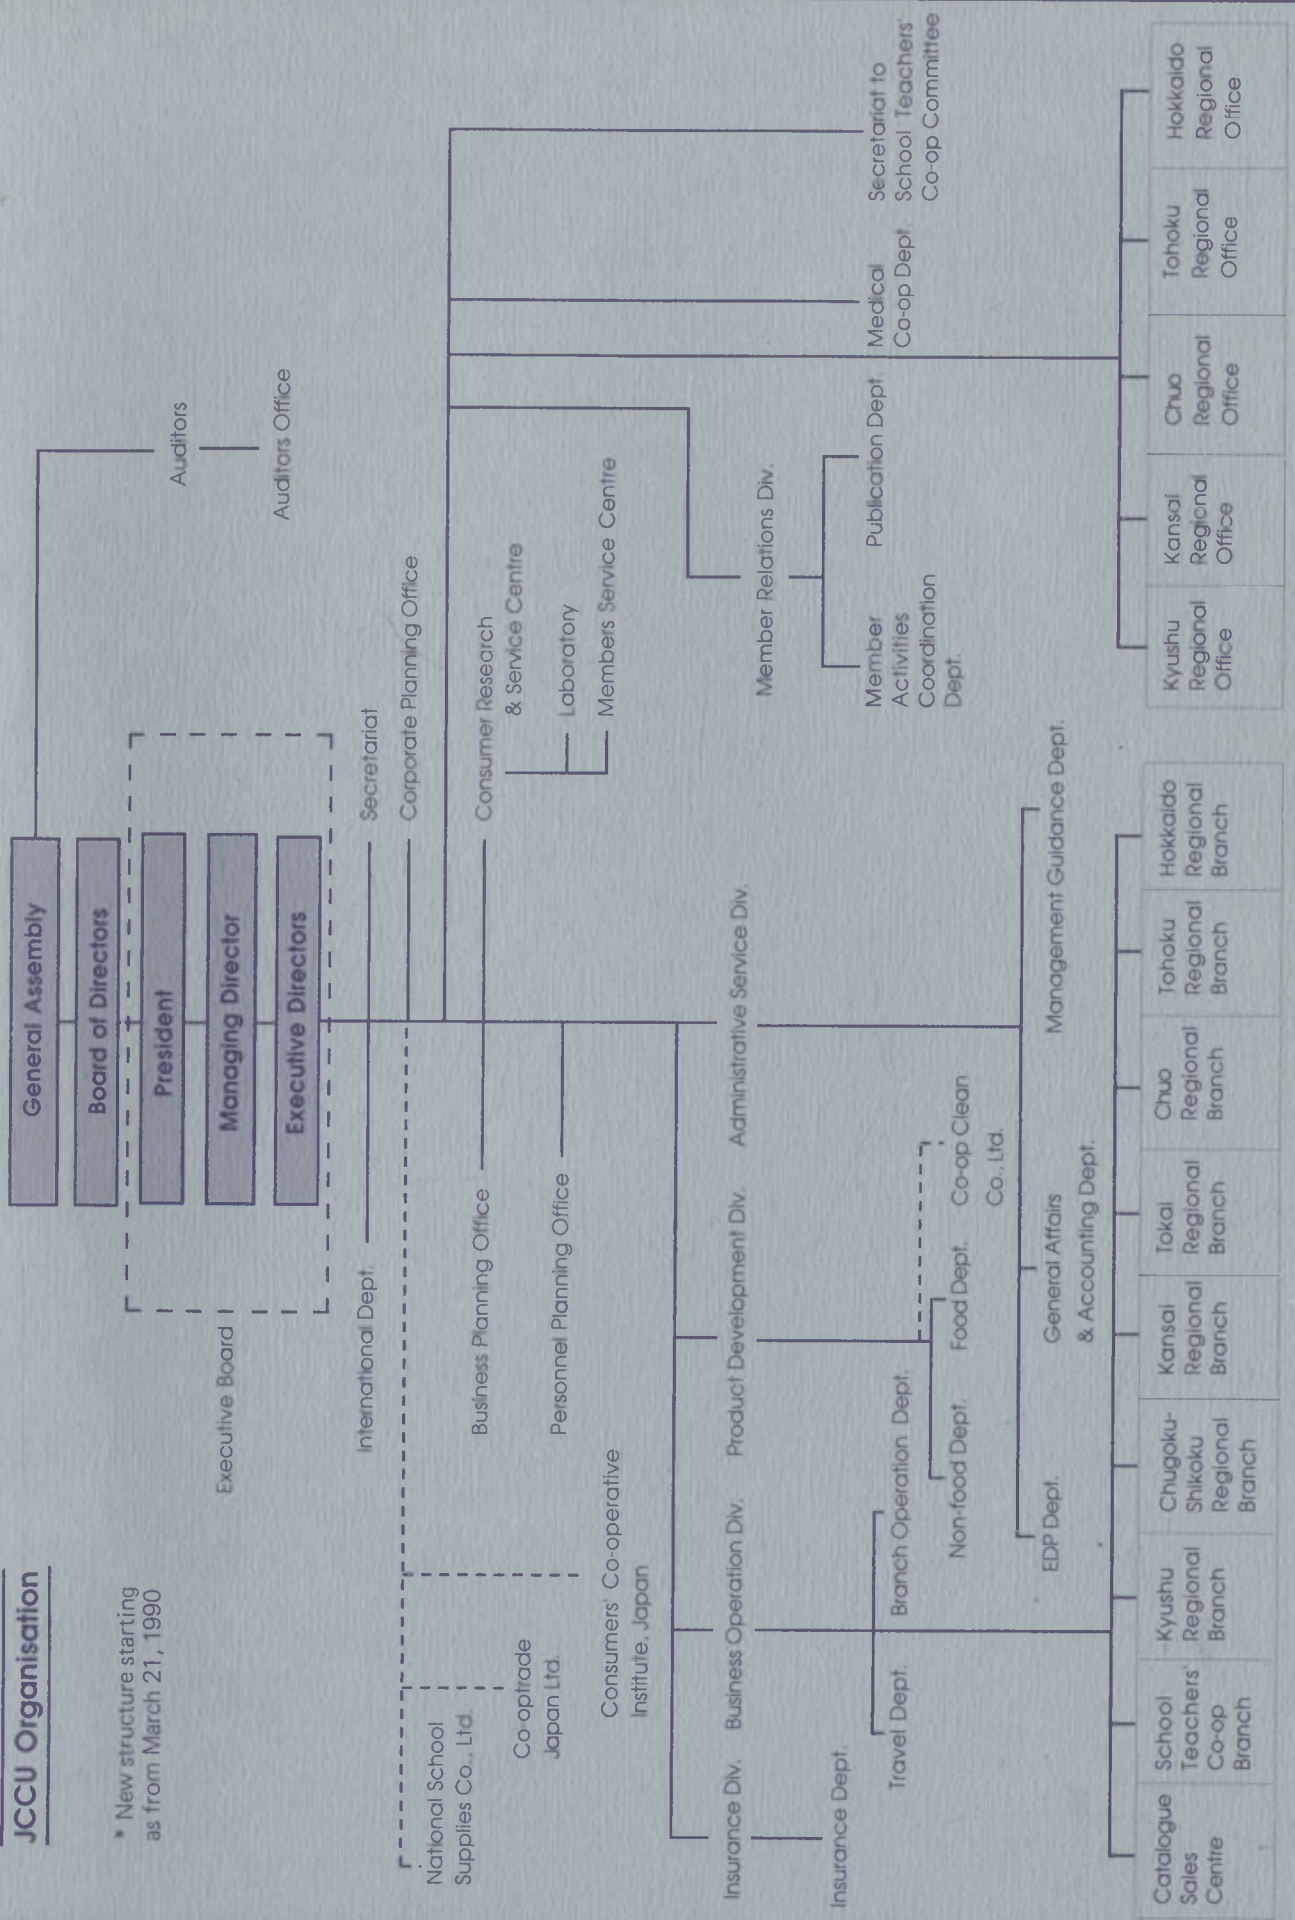 JCCU Organisation
* New structure starting
as from March 21, 1990
General Assembly
Board of Directors
President
Managing Director
Executive Directors
Executive Board
Auditors
Auditors Office
International Dept.
Secretariat
Corporate Planning Office
National School
Supplies Co., Ltd.
Co-optrade
Japan Ltd.
Consumers' Co-operative
Institute, Japan
Business Planning Office
Personnel Planning Office
Consumer Research
& Service Centre
Laboratory
Members Service Centre
Insurance Div.
Business Operation Div.
Product Development Div.
Administrative Service Div.
Member Relations Div.
Insurance Dept.
Travel Dept.
Branch Operation Dept.
Non-food Dept.
Food Dept.
Co-op Clean
Co., Ltd.
EDP Dept.
General Affairs
& Accounting Dept.
Management Guidance Dept.
Member
Activities
Coordination
Dept.
Publication Dept.
Medical
Co-op Dept.
Secretariat to
School Teachers'
Co-op Committee
Catalogue
Sales
Centre
School
Teachers'
Co-op
Branch
Kyushu
Regional
Branch
Chugoku-
Shikoku
Regional
Branch
Kansai
Regional
Branch
Tokai
Regional
Branch
Chuo
Regional
Branch
Tohoku
Regional
Branch
Hokkaido
Regional
Branch
Kyushu
Regional
Office
Kansai
Regional
Office
Chuo
Regional
Office
Tohoku
Regional
Office
Hokkaido
Regional
Office